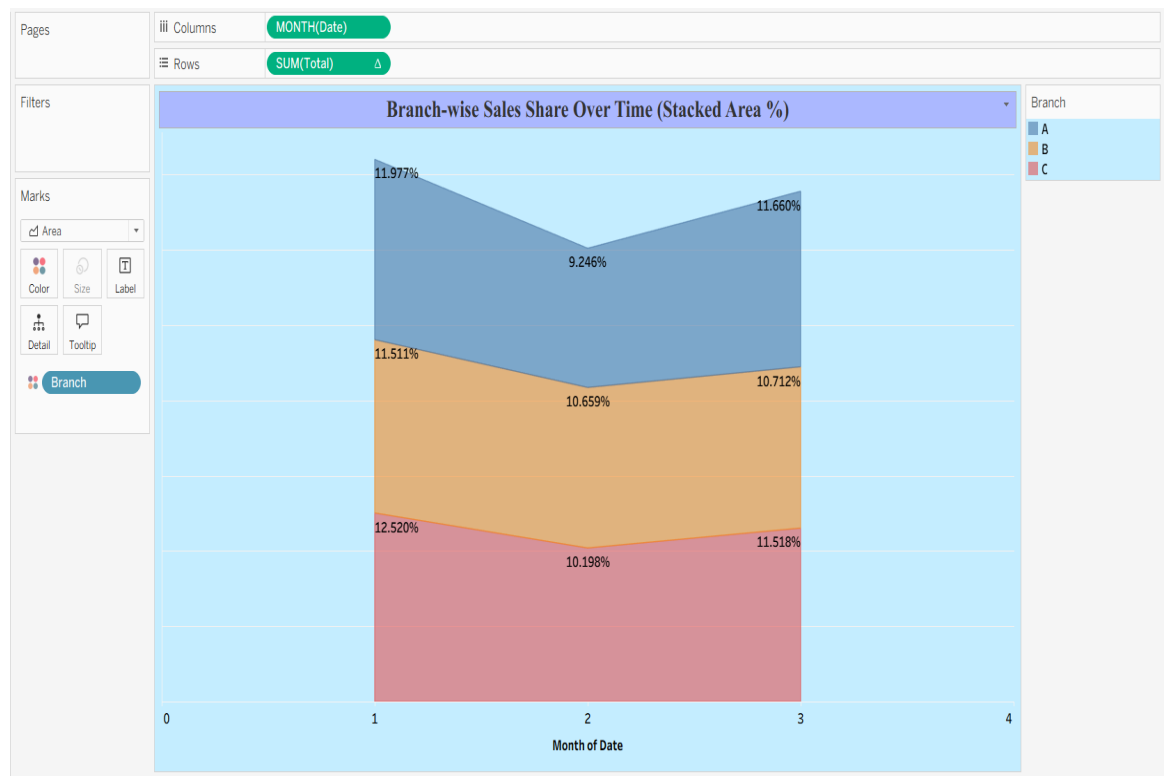 Pages
Columns
MONTH(Date)
Rows
SUM(Total) Δ
Filters
Marks
Area
Color Size Label
Detail Tooltip
Branch
Branch-wise Sales Share Over Time (Stacked Area %)
11.977%
9.246%
11.660%
11.511%
10.659%
10.712%
12.520%
10.198%
11.518%
0 1 2 3 4
Month of Date
Branch
A
B
C